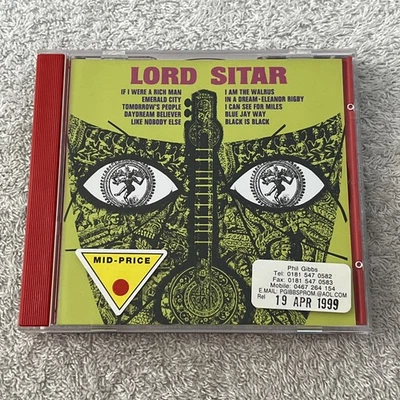 LORD SITAR
IF I WERE A RICH MAN
EMERALD CITY
TOMORROW'S PEOPLE
DAYDREAM BELIEVER
LIKE NOBODY ELSE
I AM THE WALRUS
IN A DREAM-ELEANOR RIGBY
I CAN SEE FOR MILES
BLUE JAY WAY
BLACK IS BLACK
MID-PRICE
Phil Gibbs
Tel: 0181 547 0582
Fax: 0181 547 0583
Mobile: 0467 264 154
E.MAIL: PGIBBSPROM.@AOL.COM
Rel 19 APR 1999